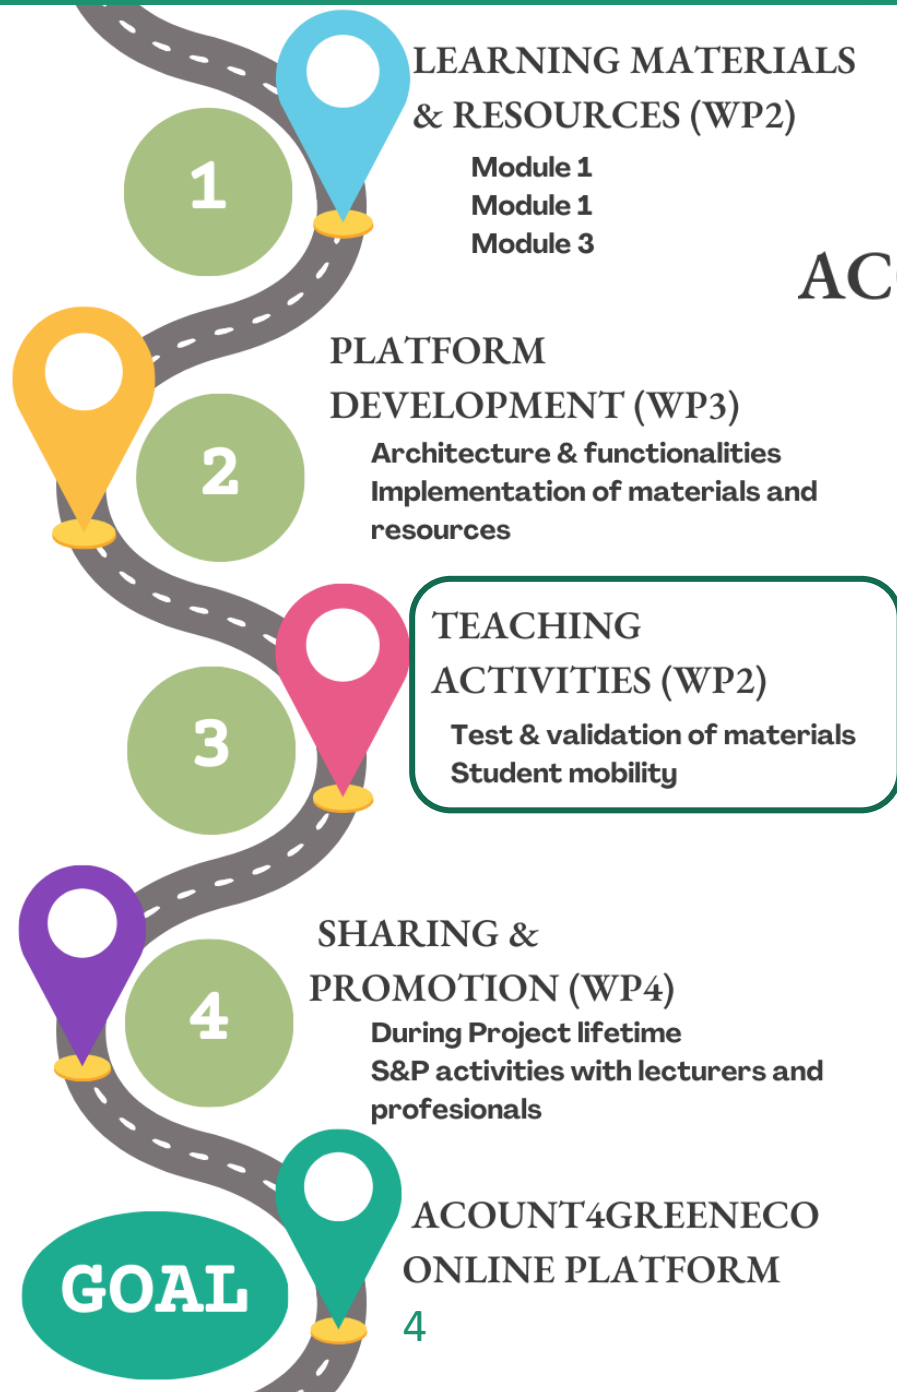 LEARNING MATERIALS
& RESOURCES (WP2)
1
Module 1
Module 1
Module 3
AC
PLATFORM
DEVELOPMENT (WP3)
2
Architecture & functionalities
Implementation of materials and
resources
TEACHING
ACTIVITIES (WP2)
3
Test & validation of materials
Student mobility
SHARING &
PROMOTION (WP4)
4
During Project lifetime
S&P activities with lecturers and
profesionals
ACOUNT4GREENECO
ONLINE PLATFORM
GOAL
4